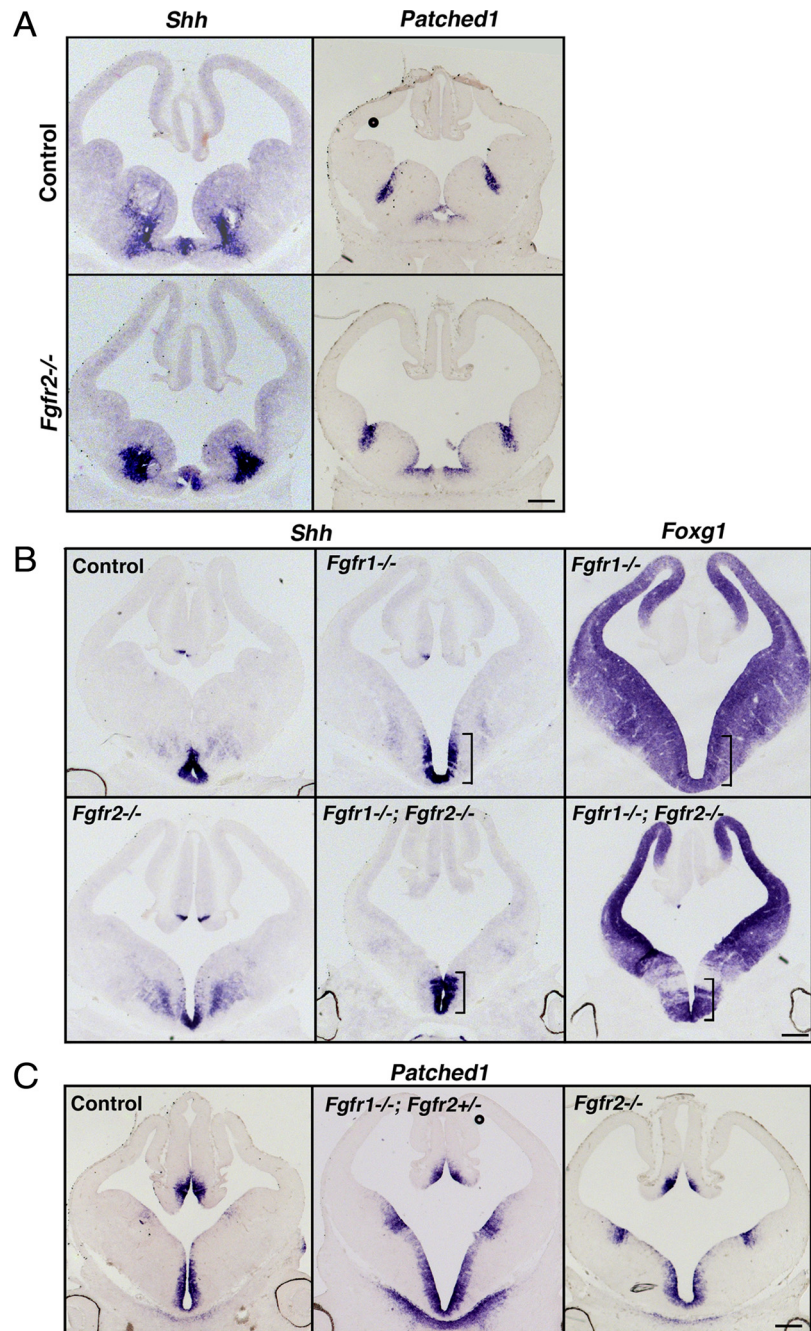 A
Shh
Patched1
Control
Fgfr2-/-
B
Shh
Foxg1
Control
Fgfr1-/-
Fgfr1-/-
Fgfr2-/-
Fgfr1-/-; Fgfr2-/-
Fgfr1-/-; Fgfr2-/-
C
Patched1
Control
Fgfr1-/-; Fgfr2+/-
Fgfr2-/-